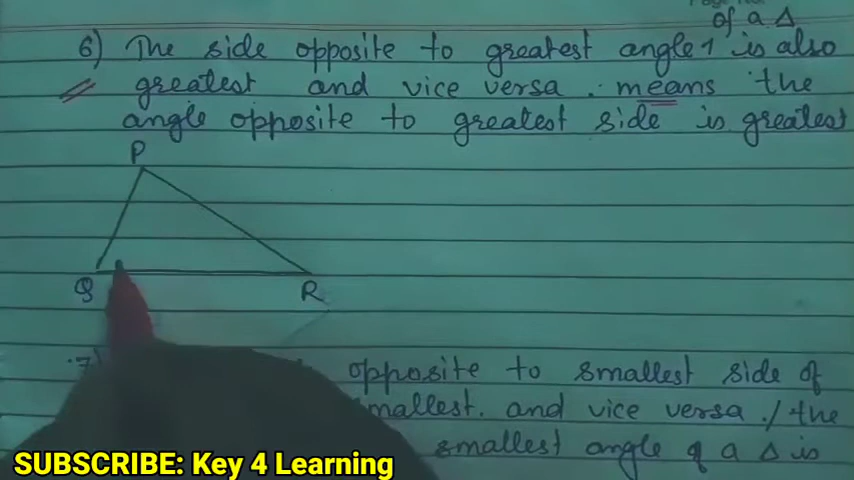 of a Δ
6) The side opposite to greatest angle is also
greatest and vice versa . means the
angle opposite to greatest side is greatest
P
Q R
7) opposite to smallest side of
smallest. and vice versa ./ the
smallest angle of a Δ is
SUBSCRIBE: Key 4 Learning